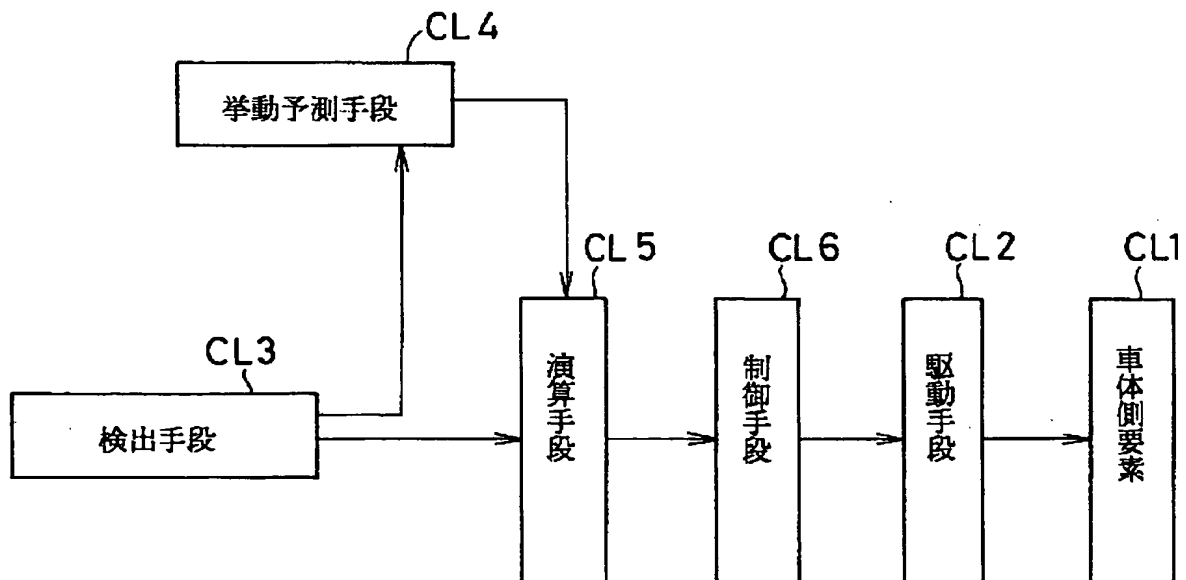 CL4
挙動予測手段
CL3
検出手段
CL5
演算手段
CL6
制御手段
CL2
駆動手段
CL1
車体側要素